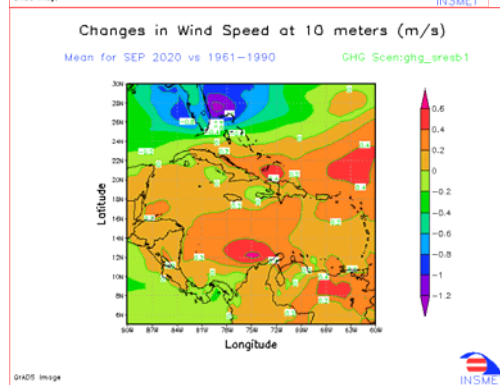 INSMET
Changes in Wind Speed at 10 meters (m/s)
Mean for SEP 2020 vs 1961-1990
GHG Scen:ghg_sresb1
30N
28N
26N
24N
22N
20N
18N
16N
14N
12N
10N
8N
6N
Latitude
90W 87W 84W 81W 78W 75W 72W 69W 66W 63W 60W
Longitude
0.6
0.4
0.2
0
-0.2
-0.4
-0.6
-0.8
-1
-1.2
GrADS Image
INSMET